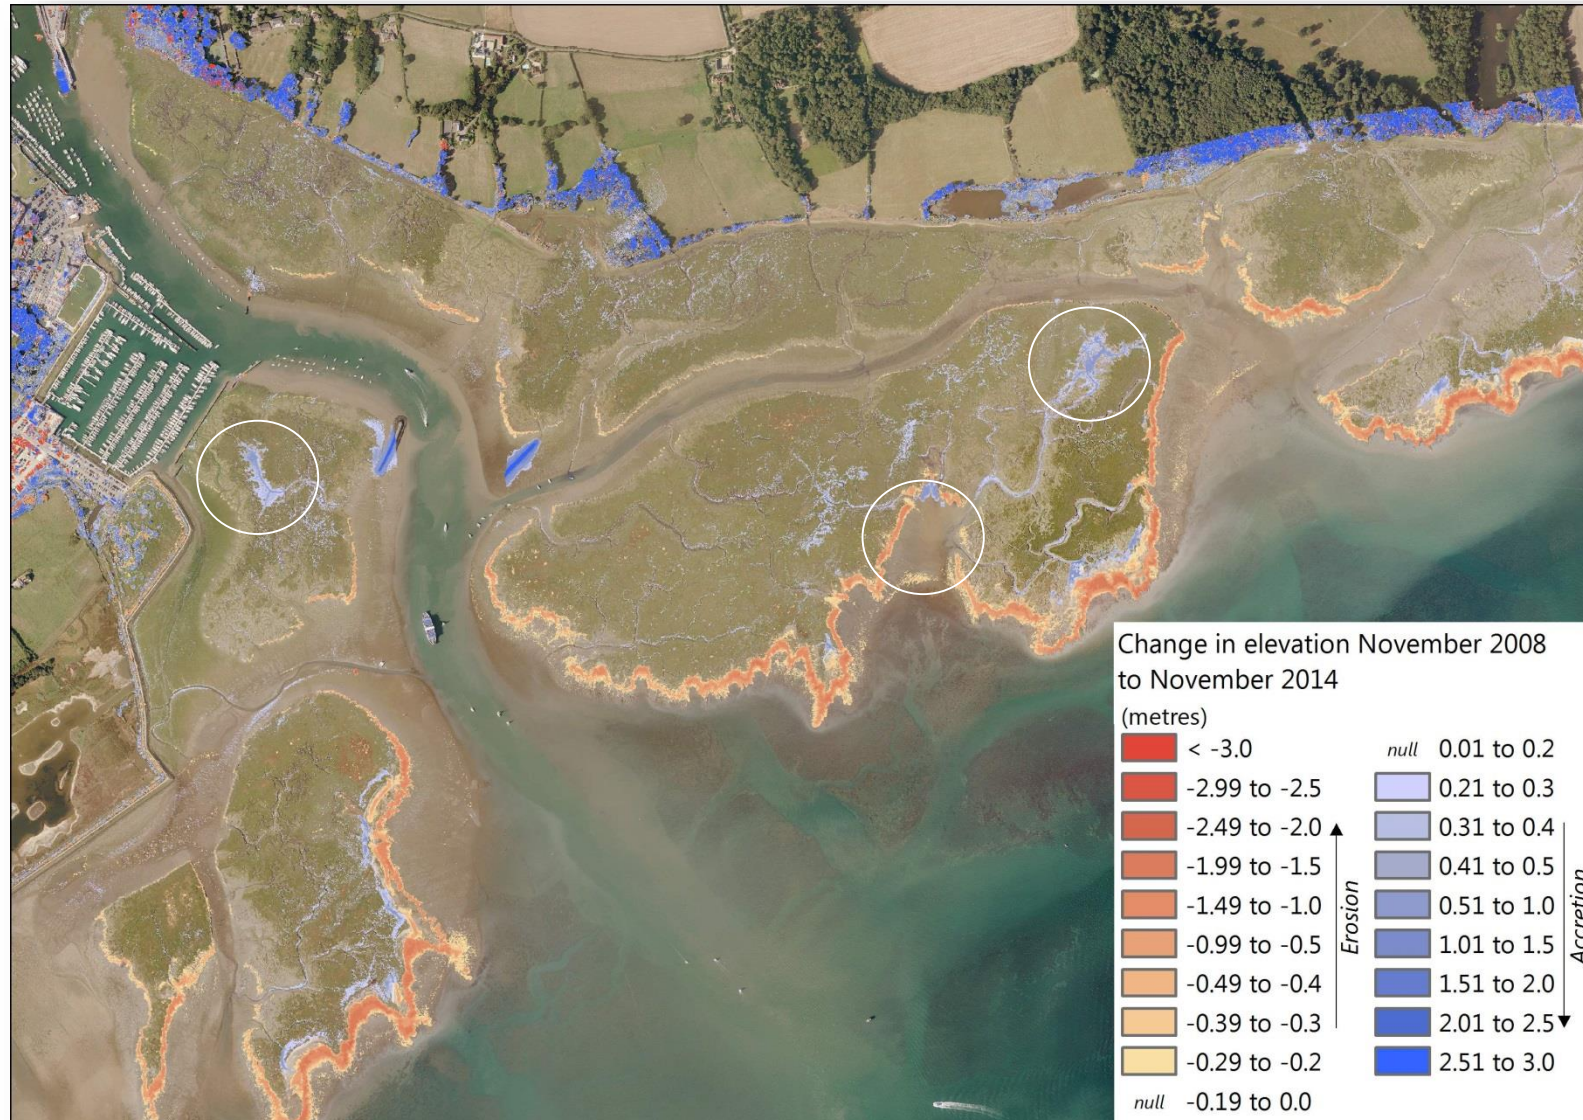 Change in elevation November 2008
to November 2014
(metres)
< -3.0
-2.99 to -2.5
-2.49 to -2.0
-1.99 to -1.5
-1.49 to -1.0
-0.99 to -0.5
-0.49 to -0.4
-0.39 to -0.3
-0.29 to -0.2
null -0.19 to 0.0
Erosion
null 0.01 to 0.2
0.21 to 0.3
0.31 to 0.4
0.41 to 0.5
0.51 to 1.0
1.01 to 1.5
1.51 to 2.0
2.01 to 2.5
2.51 to 3.0
Accretion